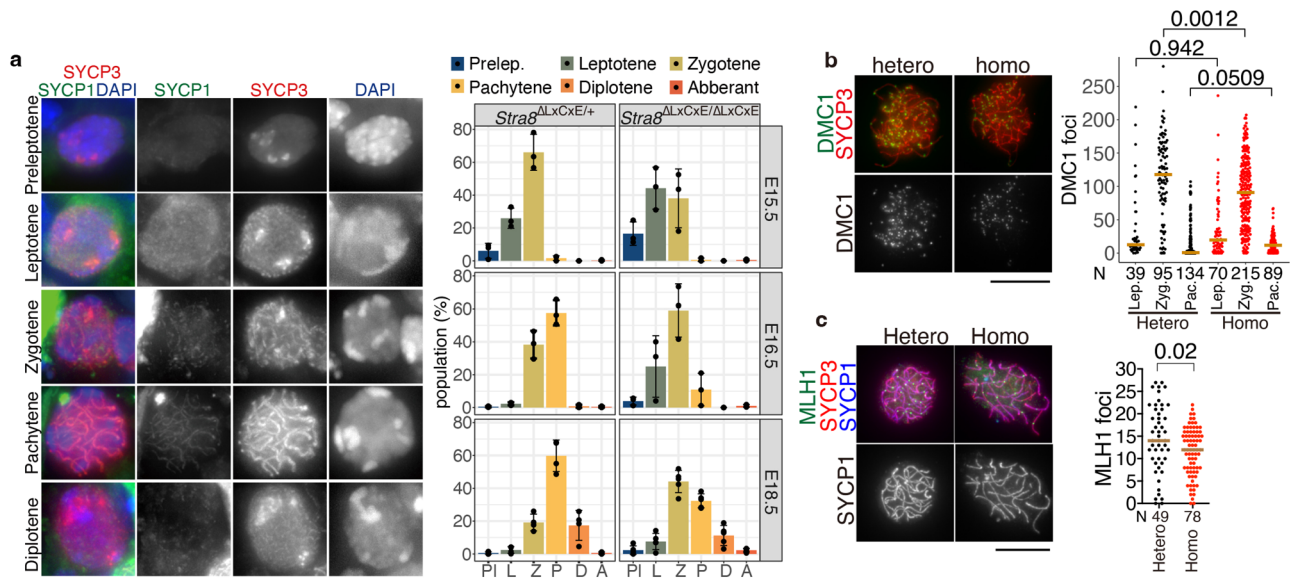 a
SYCP3
SYCP1DAPI
SYCP1
SYCP3
DAPI
Preleptotene
Leptotene
Zygotene
Pachytene
Diplotene
Prelep.
Leptotene
Zygotene
Pachytene
Diplotene
Abberant
Stra8ΔLxCxE/+
Stra8ΔLxCxE/ΔLxCxE
population (%)
80
60
40
20
0
E15.5
80
60
40
20
0
E16.5
80
60
40
20
0
E18.5
Pl L Z P D A
Pl L Z P D A
b
hetero
homo
DMC1
SYCP3
DMC1
0.0012
0.942
0.0509
DMC1 foci
250
200
150
100
50
0
N 39 95 134 70 215 89
Lep. Zyg. Pac. Lep. Zyg. Pac.
Hetero Homo
c
Hetero
Homo
MLH1
SYCP3
SYCP1
SYCP1
0.02
MLH1 foci
30
25
20
15
10
5
0
N 49 78
Hetero
Homo